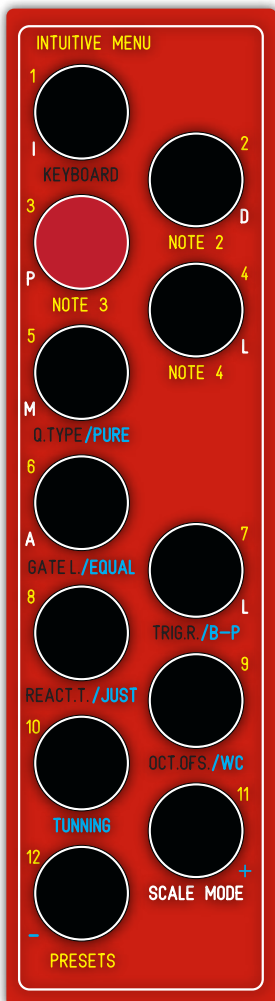 INTUITIVE MENU
1
I
KEYBOARD
2
D
NOTE 2
3
P
NOTE 3
4
L
NOTE 4
5
M
Q.TYPE/PURE
6
A
GATE L./EQUAL
7
L
TRIG.R./B-P
8
REACT.T./JUST
9
OCT.OFS./WC
10
TUNNING
11
+
SCALE MODE
12
-
PRESETS